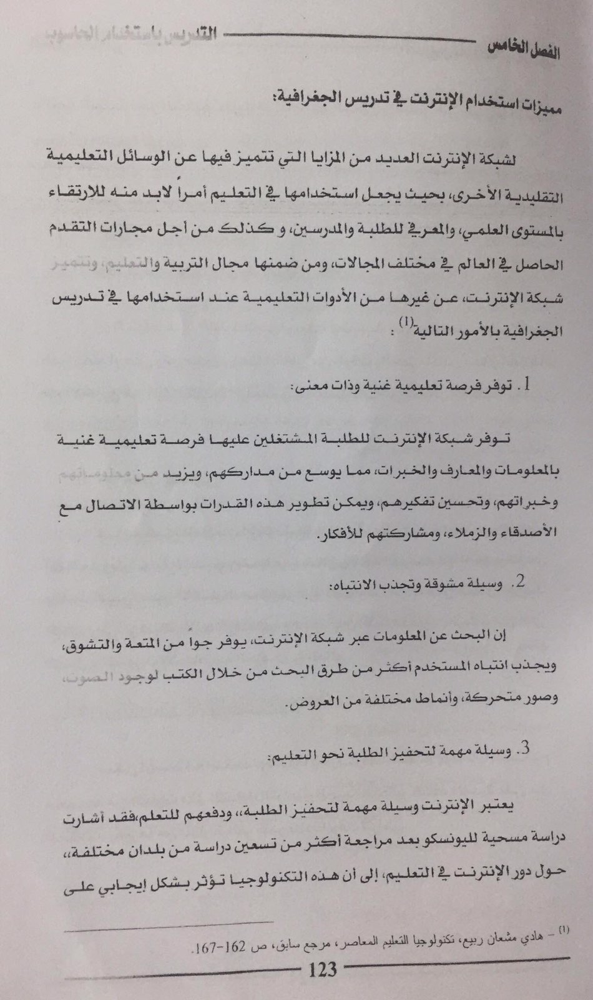 الفصل الخامس التدريس باستخدام الحاسوب
مميزات استخدام الإنترنت في تدريس الجغرافية:
لشبكة الإنترنت العديد من المزايا التي تتميز فيها عن الوسائل التعليمية
التقليدية الأخرى، بحيث يجعل استخدامها في التعليم أمراً لابد منه للارتقاء
بالمستوى العلمي، والمعرفي للطلبة والمدرسين، وكذلك من أجل مجارات التقدم
الحاصل في العالم في مختلف المجالات، ومن ضمنها مجال التربية والتعليم، وتتميز
شبكة الإنترنت، عن غيرها من الأدوات التعليمية عند استخدامها في تدريس
الجغرافية بالأمور التالية(1) :
1. توفر فرصة تعليمية غنية وذات معنى:
توفر شبكة الإنترنت للطلبة المشتغلين عليها فرصة تعليمية غنية
بالمعلومات والمعارف والخبرات، مما يوسع من مداركهم، ويزيد من معلوماتهم
وخبراتهم، وتحسين تفكيرهم، ويمكن تطوير هذه القدرات بواسطة الاتصال مع
الأصدقاء والزملاء، ومشاركتهم للأفكار.
2. وسيلة مشوقة وتجذب الانتباه:
إن البحث عن المعلومات عبر شبكة الإنترنت، يوفر جواً من المتعة والتشوق،
ويجذب انتباه المستخدم أكثر من طرق البحث من خلال الكتب لوجود الصوت،
وصور متحركة، وأنماط مختلفة من العروض.
3. وسيلة مهمة لتحفيز الطلبة نحو التعليم:
يعتبر الإنترنت وسيلة مهمة لتحفيز الطلبة،، ودفعهم للتعلم،فقد أشارت
دراسة مسحية لليونسكو بعد مراجعة أكثر من تسعين دراسة من بلدان مختلفة،،
حول دور الإنترنت في التعليم، إلى أن هذه التكنولوجيا تؤثر بشكل إيجابي على
(1) – هادي مشعان ربيع، تكنولوجيا التعليم المعاصر، مرجع سابق، ص 162-167.
123